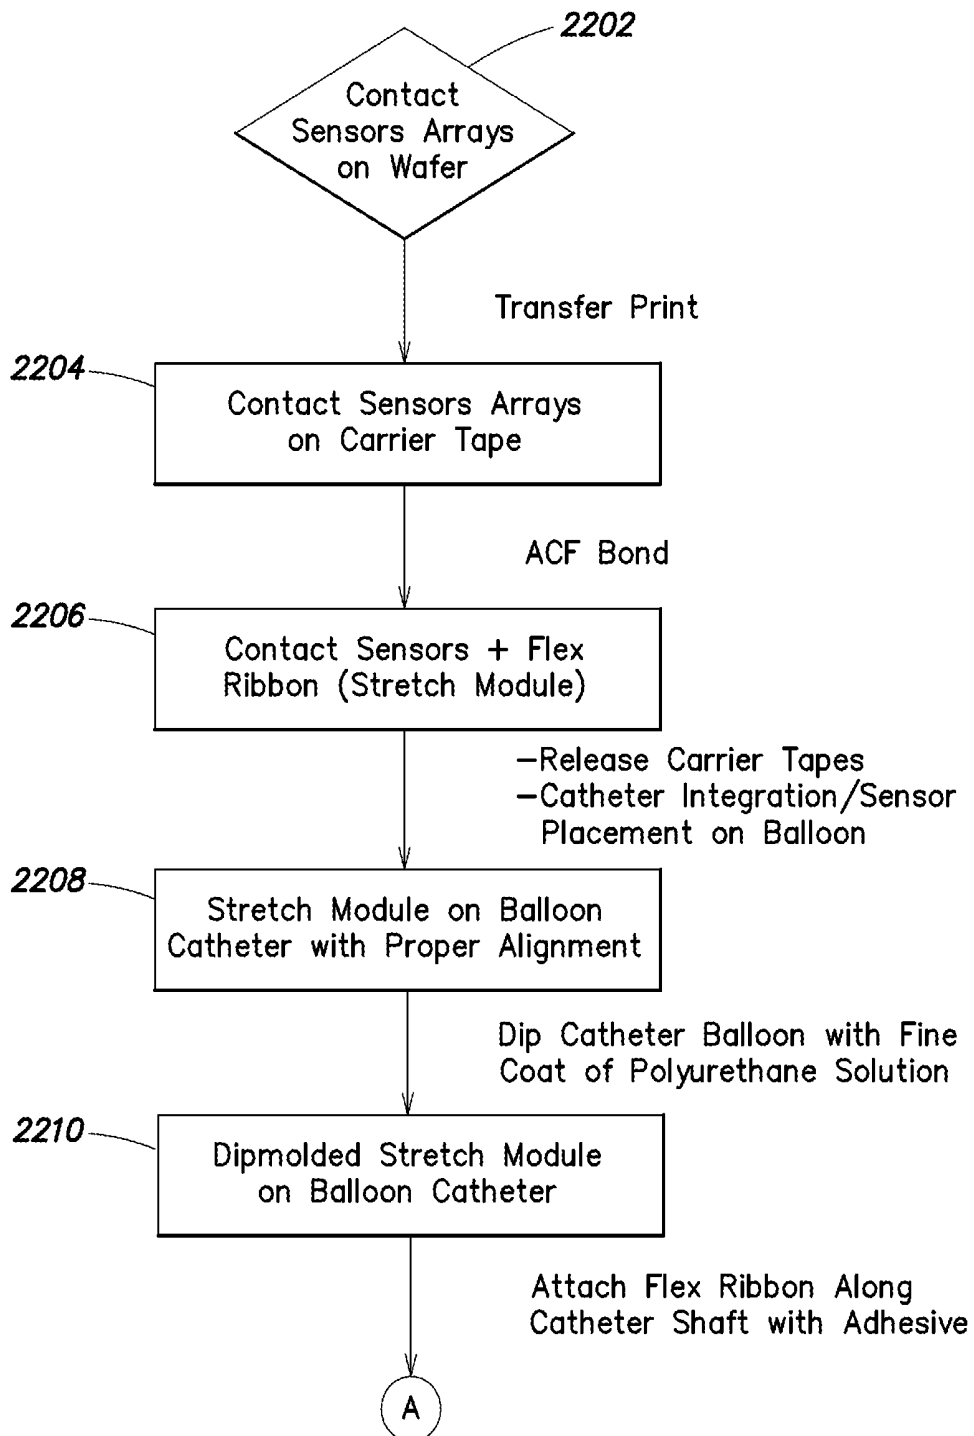 2202
Contact
Sensors Arrays
on Wafer
Transfer Print
2204
Contact Sensors Arrays
on Carrier Tape
ACF Bond
2206
Contact Sensors + Flex
Ribbon (Stretch Module)
-Release Carrier Tapes
-Catheter Integration/Sensor
Placement on Balloon
2208
Stretch Module on Balloon
Catheter with Proper Alignment
Dip Catheter Balloon with Fine
Coat of Polyurethane Solution
2210
Dipmolded Stretch Module
on Balloon Catheter
Attach Flex Ribbon Along
Catheter Shaft with Adhesive
A